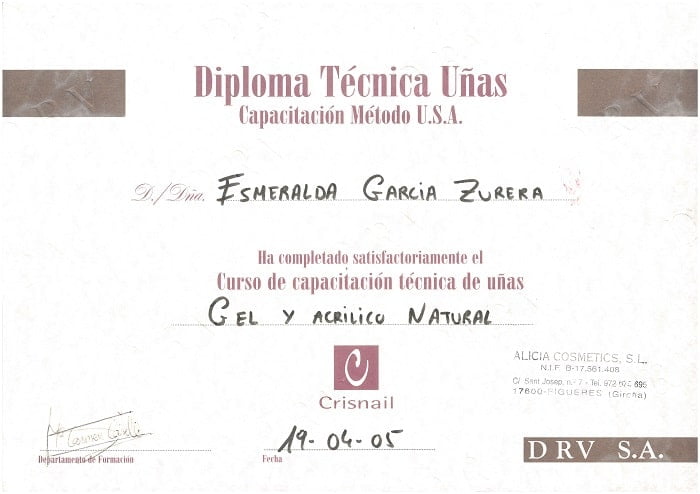 Diploma Técnica Uñas
Capacitación Método U.S.A.
D./Dña. ESMERALDA GARCIA ZURERA
Ha completado satisfactoriamente el
Curso de capacitación técnica de uñas
GEL Y ACRILICO NATURAL
Crisnail
ALICIA COSMETICS, S.L.
N.I.F. B-17.561.408
C/ Sant Josep, n.º 7 - Tel. 972 695
17600-FIGUERES (Girona)
19-04-05
Departamento de Formación
Fecha
DRV S.A.